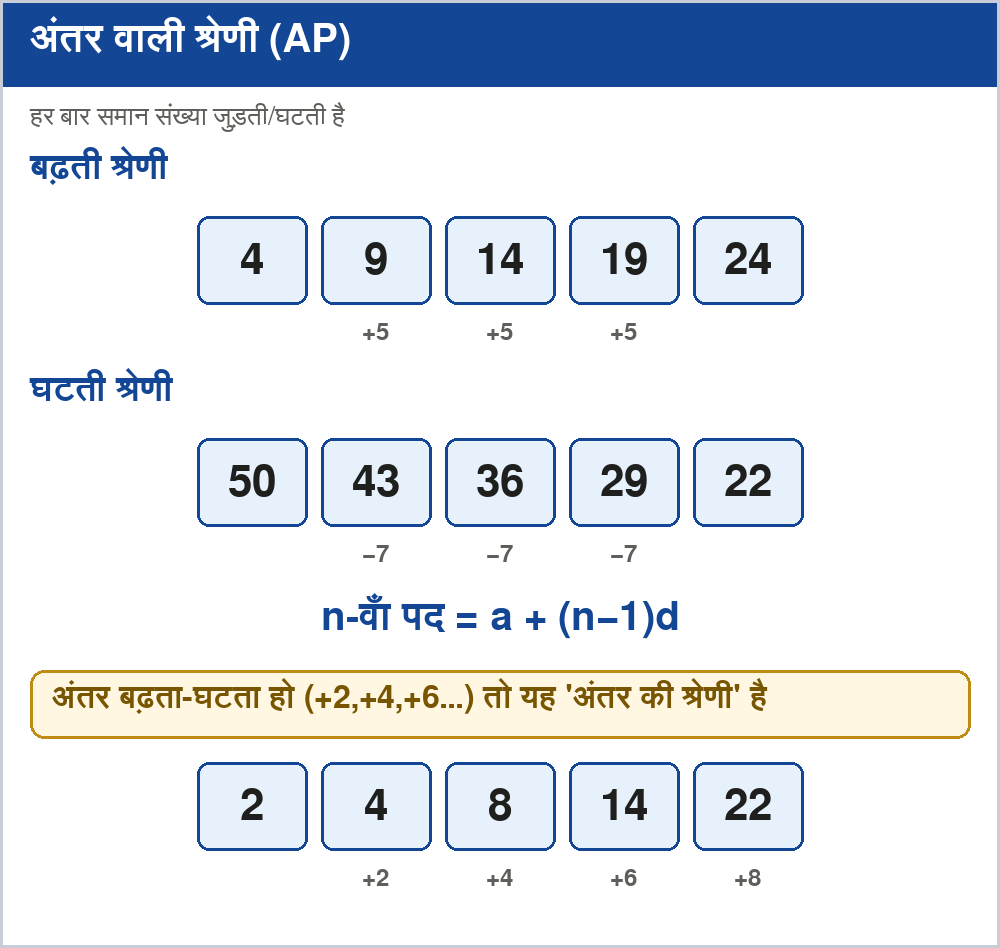 अंतर वाली श्रेणी (AP)
हर बार समान संख्या जुड़ती/घटती है
बढ़ती श्रेणी
4 9 14 19 24
+5 +5 +5
घटती श्रेणी
50 43 36 29 22
−7 −7 −7
n-वाँ पद = a + (n−1)d
अंतर बढ़ता-घटता हो (+2,+4,+6...) तो यह 'अंतर की श्रेणी' है
2 4 8 14 22
+2 +4 +6 +8